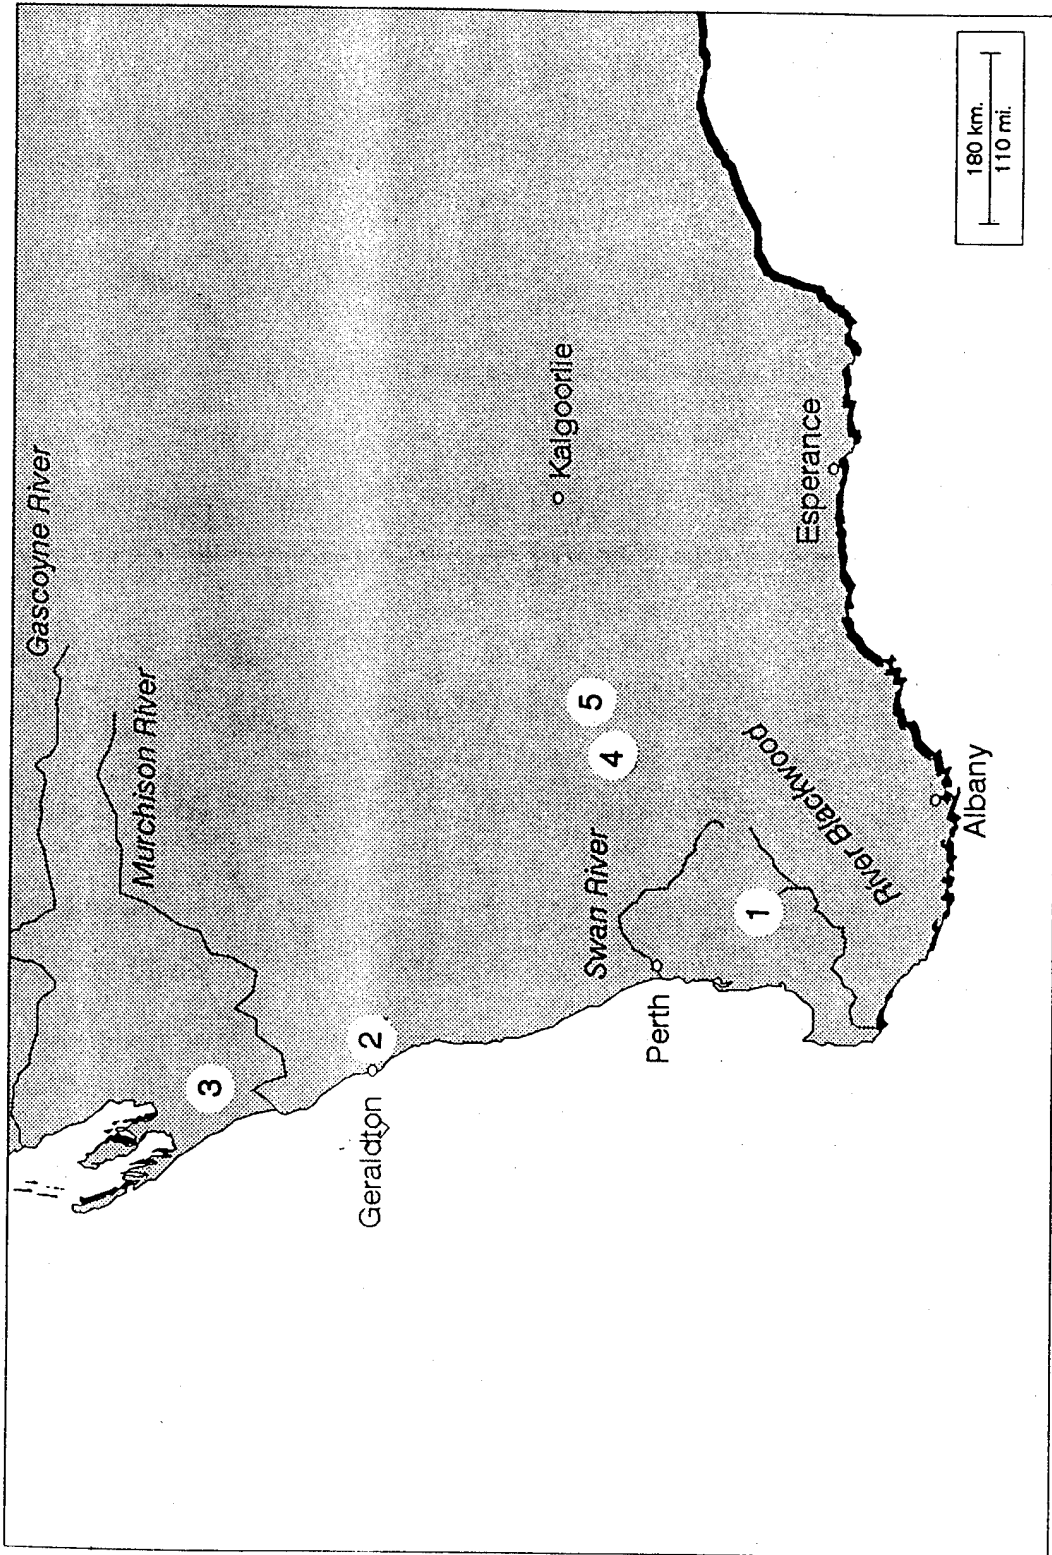 Gascoyne River
Murchison River
3
2
Geraldton
Kalgoorlie
5
4
Swan River
Perth
1
River Blackwood
Esperance
Albany
180 km.
110 mi.